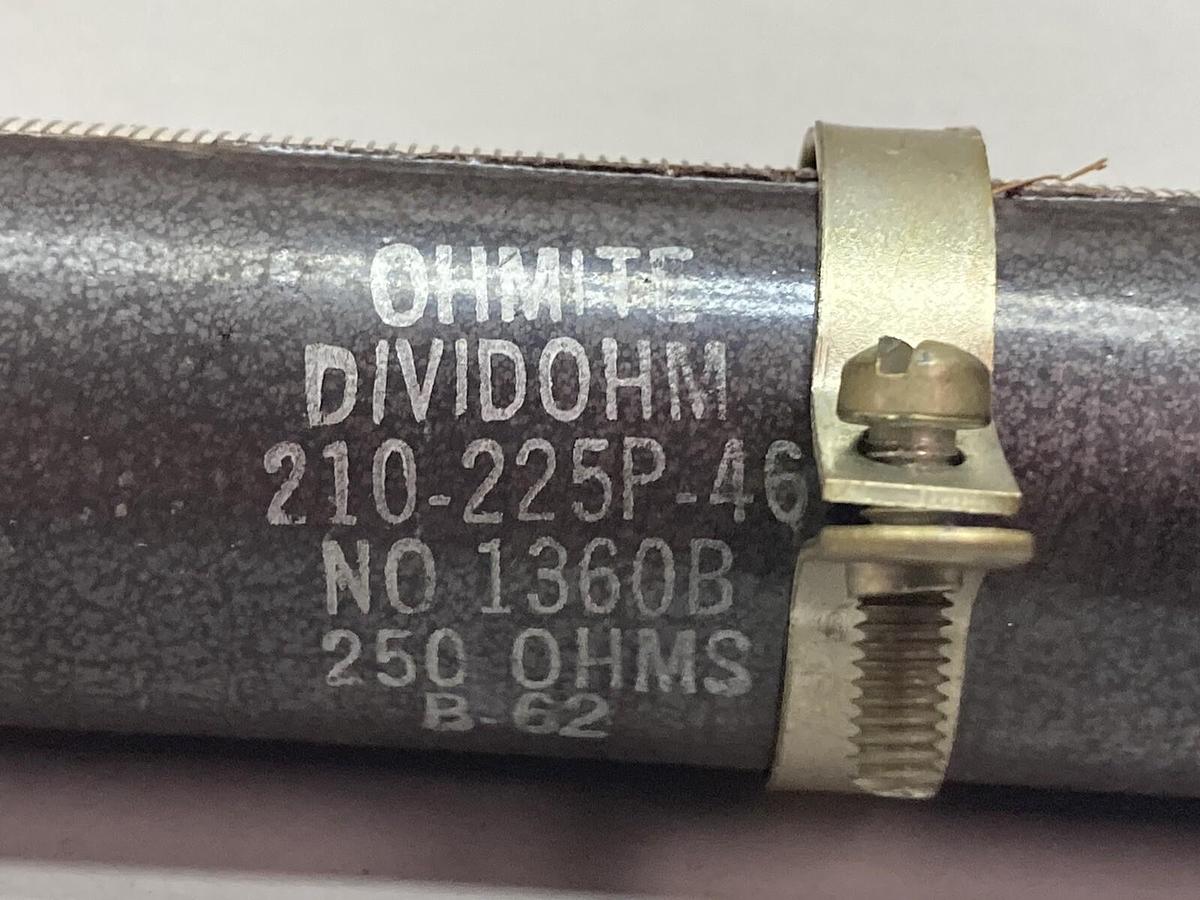 OHMITE
DIVIDOHM
210-225P-46
NO 1360B
250 OHMS
B-62